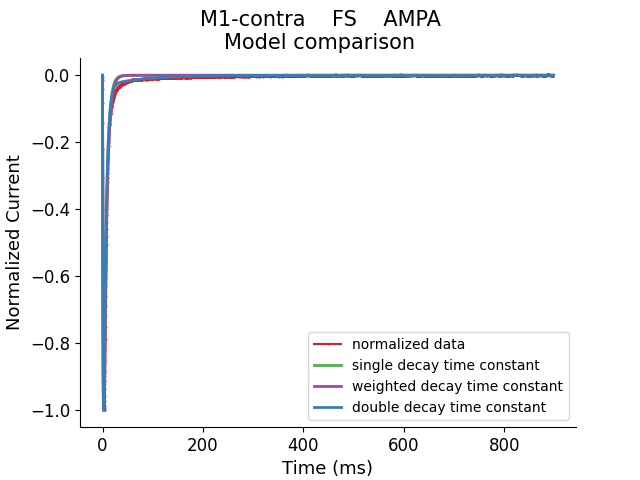 M1-contra    FS    AMPA
Model comparison
Normalized Current
0.0
−0.2
−0.4
−0.6
−0.8
−1.0
0
200
400
600
800
Time (ms)
normalized data
single decay time constant
weighted decay time constant
double decay time constant